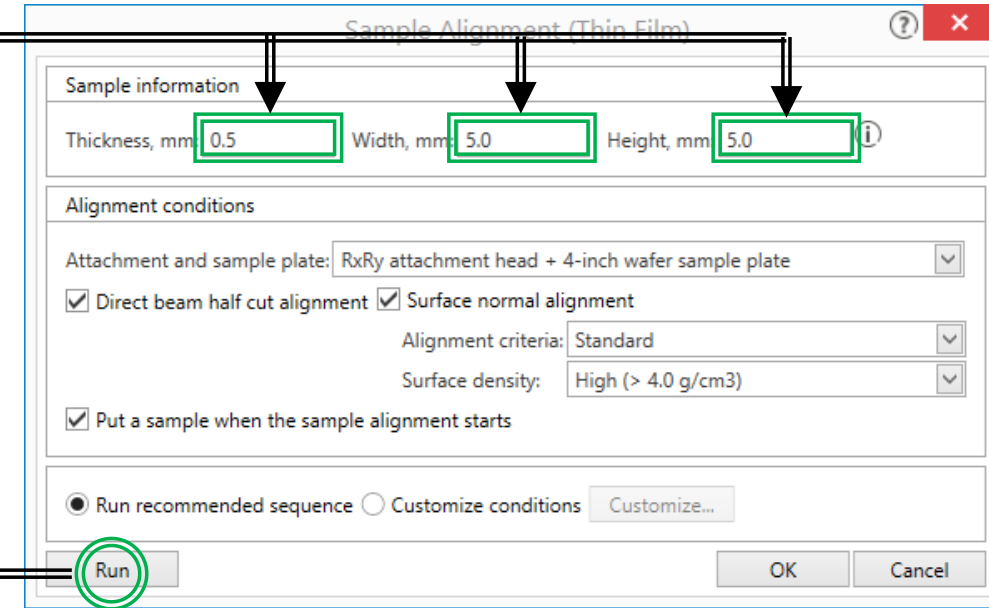 Sample Alignment (Thin Film)
Sample information
Thickness, mm: 0.5 Width, mm: 5.0 Height, mm: 5.0
Alignment conditions
Attachment and sample plate: RxRy attachment head + 4-inch wafer sample plate
Direct beam half cut alignment Surface normal alignment
Alignment criteria: Standard
Surface density: High (> 4.0 g/cm3)
Put a sample when the sample alignment starts
Run recommended sequence Customize conditions Customize...
Run OK Cancel